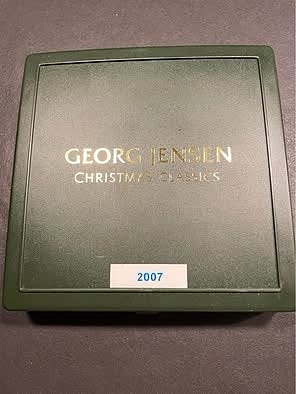 GEORG JENSEN
CHRISTMAS CLASSICS
2007